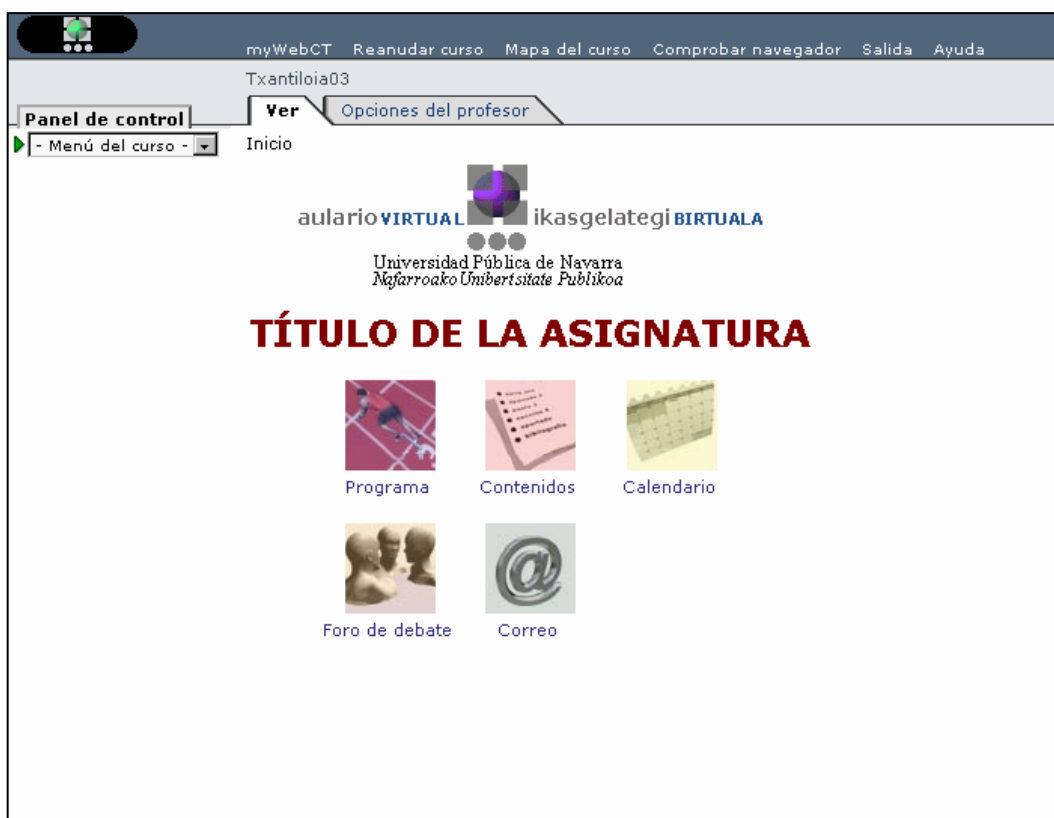 myWebCT Reanudar curso Mapa del curso Comprobar navegador Salida Ayuda
Txantiloia03
Panel de control
Ver Opciones del profesor
- Menú del curso -
Inicio
aulario VIRTUAL ikasgelategi BIRTUALA
Universidad Pública de Navarra
Nafarroako Unibertsitate Publikoa
TÍTULO DE LA ASIGNATURA
Programa Contenidos Calendario
Foro de debate Correo